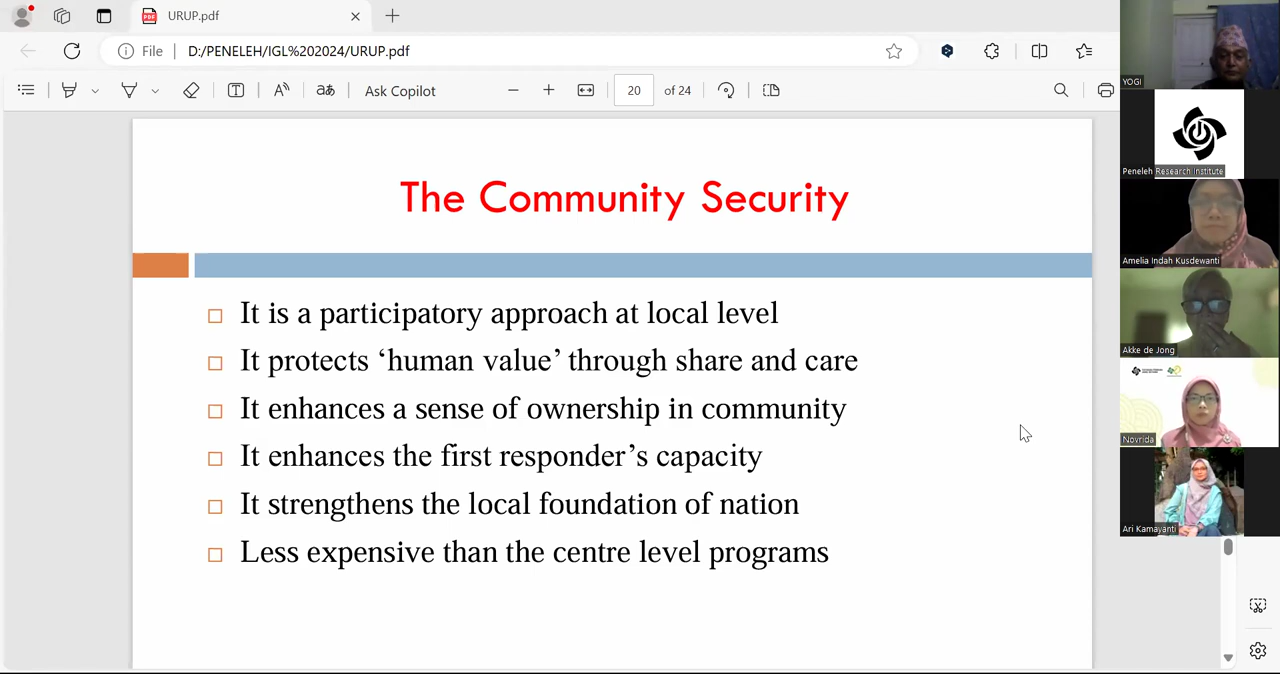 URUP.pdf
File
D:/PENELEH/IGL%202024/URUP.pdf
Ask Copilot
20 of 24
The Community Security
It is a participatory approach at local level
It protects ‘human value’ through share and care
It enhances a sense of ownership in community
It enhances the first responder’s capacity
It strengthens the local foundation of nation
Less expensive than the centre level programs
YOGI
Peneleh Research Institute
Amelia Indah Kusdewanti
Akke de Jong
Novrida
Ari Kamayanti